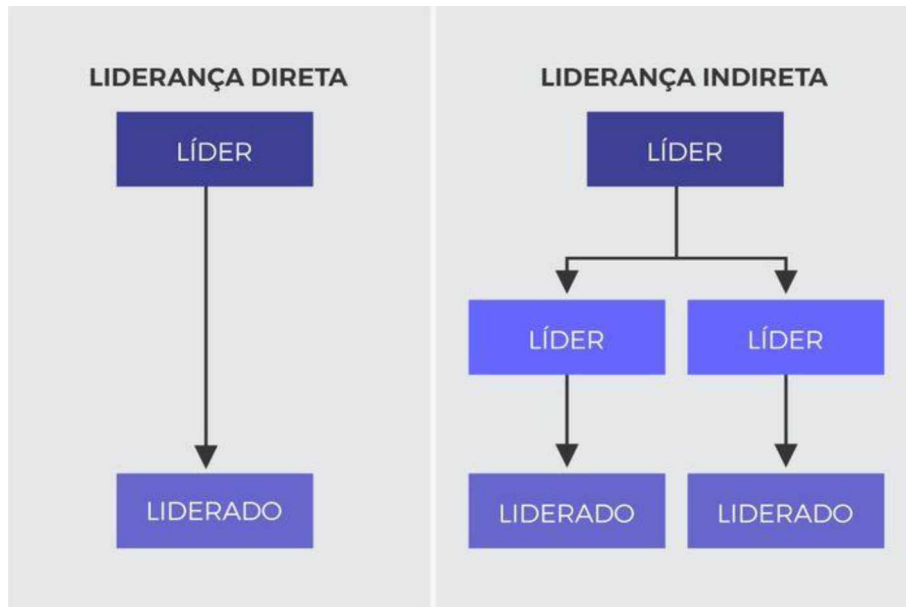 LIDERANÇA DIRETA
LÍDER
LIDERADO
LIDERANÇA INDIRETA
LÍDER
LÍDER
LÍDER
LIDERADO
LIDERADO